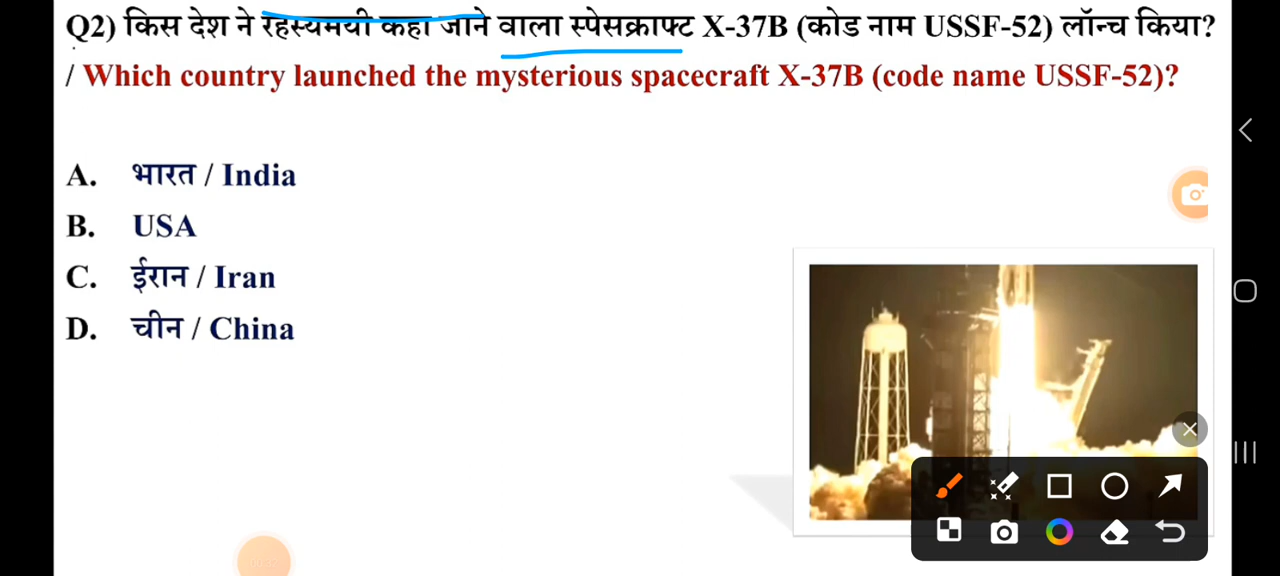 Q2) किस देश ने रहस्यमयी कहा जाने वाला स्पेसक्राफ्ट X-37B (कोड नाम USSF-52) लॉन्च किया?
/ Which country launched the mysterious spacecraft X-37B (code name USSF-52)?
A. भारत / India
B. USA
C. ईरान / Iran
D. चीन / China